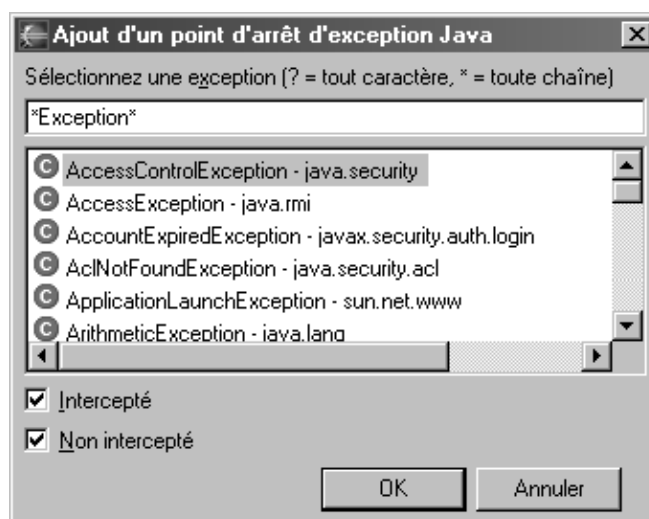 Ajout d'un point d'arrêt d'exception Java
Sélectionnez une exception (? = tout caractère, * = toute chaîne)
*Exception*
AccessControlException - java.security
AccessException - java.rmi
AccountExpiredException - javax.security.auth.login
AclNotFoundException - java.security.acl
ApplicationLaunchException - sun.net.www
ArithmeticException - java.lang
Intercepté
Non intercepté
OK
Annuler